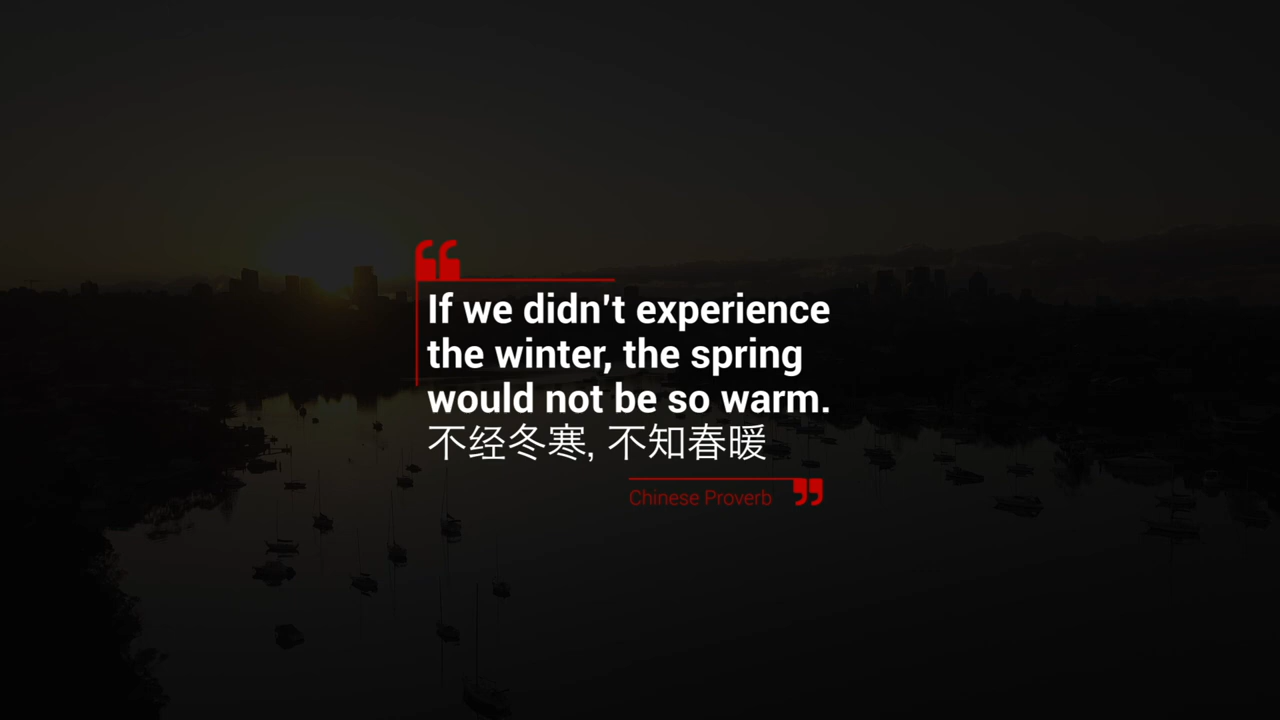 If we didn't experience
the winter, the spring
would not be so warm.
不经冬寒, 不知春暖
Chinese Proverb